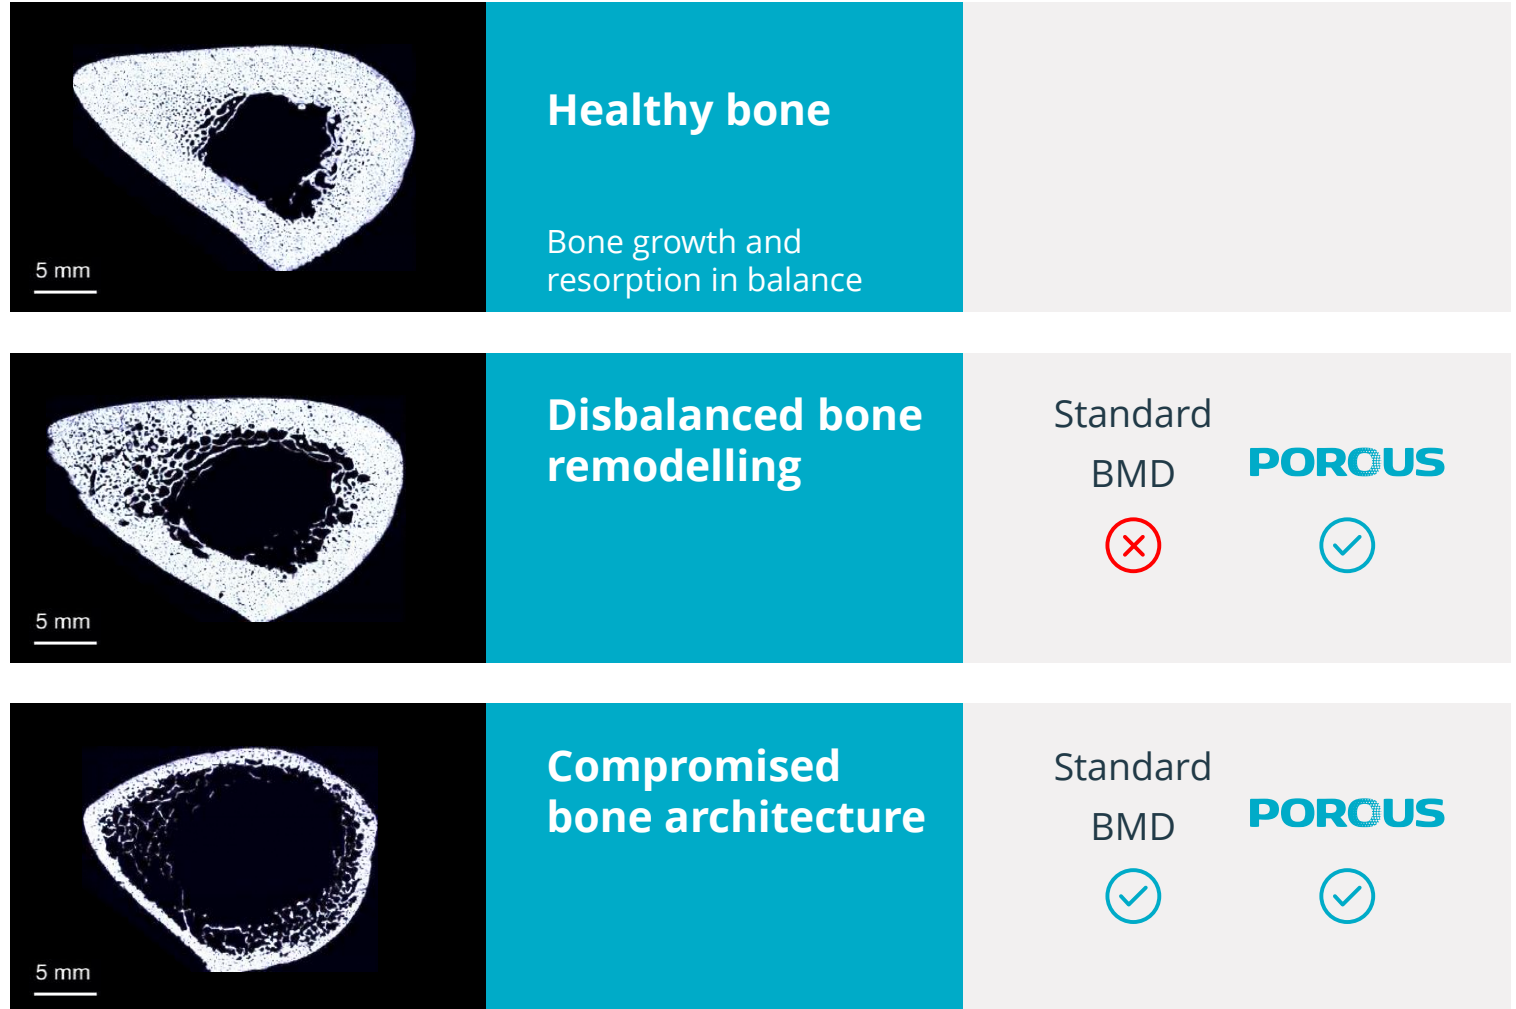 5 mm
Healthy bone
Bone growth and
resorption in balance
5 mm
Disbalanced bone
remodelling
Standard
BMD
POROUS
5 mm
Compromised
bone architecture
Standard
BMD
POROUS